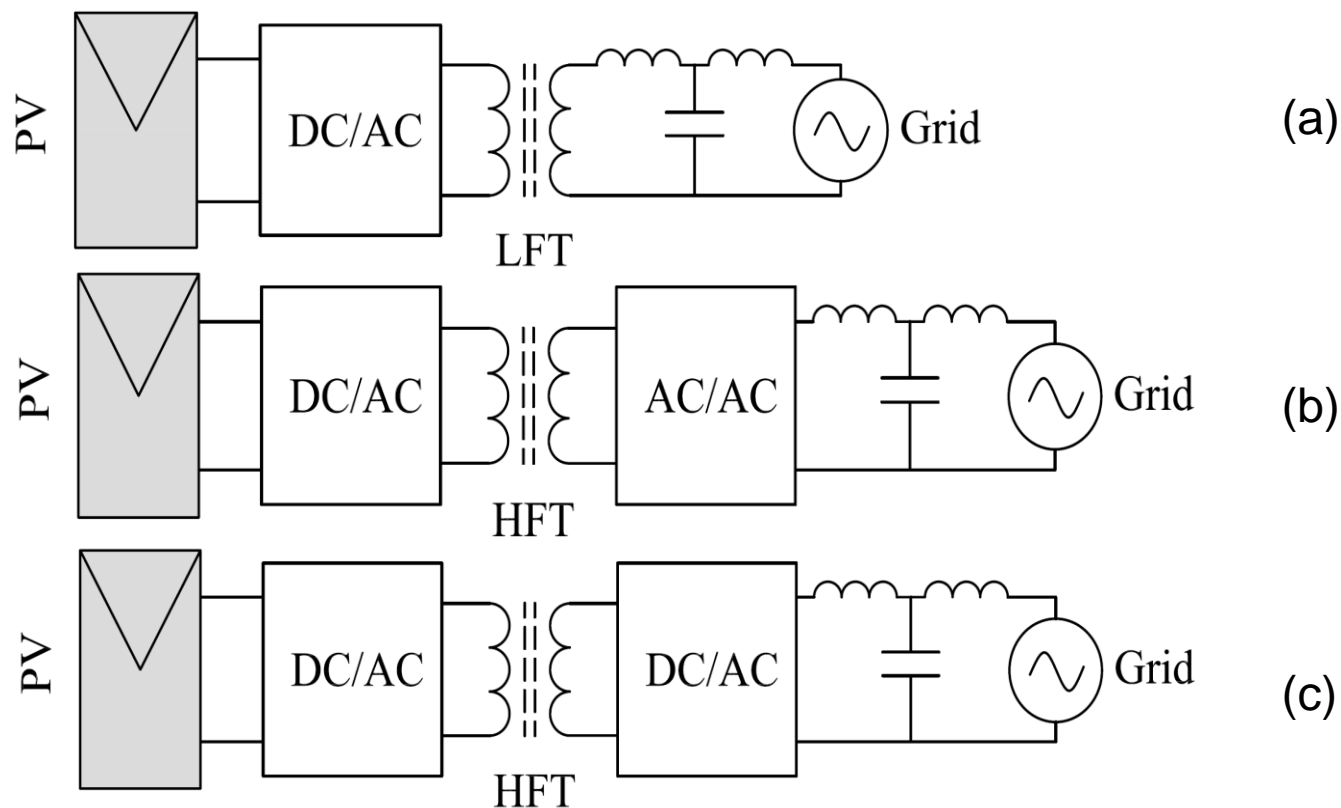 PV
DC/AC
LFT
Grid
(a)
PV
DC/AC
HFT
AC/AC
Grid
(b)
PV
DC/AC
HFT
DC/AC
Grid
(c)